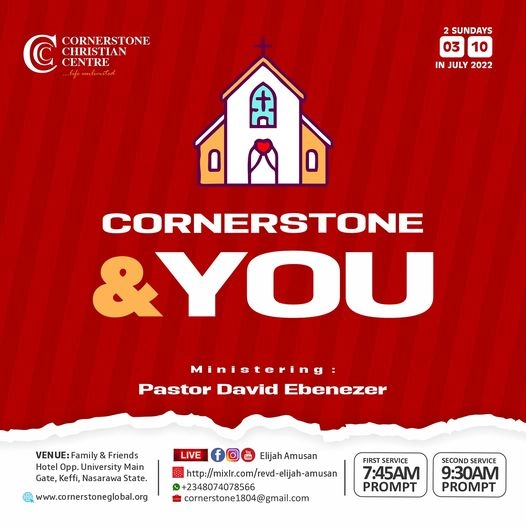 CORNERSTONE
CHRISTIAN
CENTRE
...life unlimited
2 SUNDAYS
03 10
IN JULY 2022
CORNERSTONE
&YOU
Ministering :
Pastor David Ebenezer
VENUE: Family & Friends
Hotel Opp. University Main
Gate, Keffi, Nasarawa State.
www.cornerstoneglobal.org
LIVE Elijah Amusan
http://mixlr.com/revd-elijah-amusan
+2348074078566
cornerstone1804@gmail.com
FIRST SERVICE
7:45AM
PROMPT
SECOND SERVICE
9:30AM
PROMPT